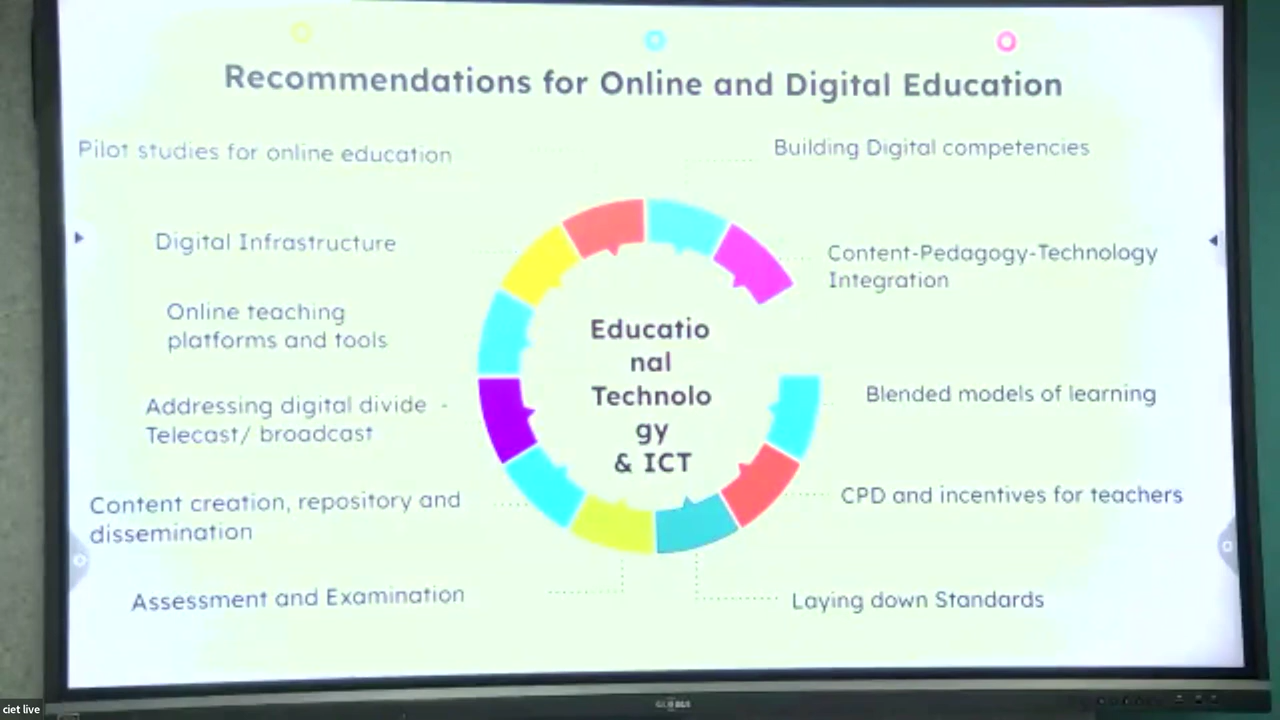 Recommendations for Online and Digital Education
Pilot studies for online education
Digital Infrastructure
Online teaching
platforms and tools
Addressing digital divide -
Telecast/ broadcast
Content creation, repository and
dissemination
Assessment and Examination
Educatio
nal
Technolo
gy
& ICT
Building Digital competencies
Content-Pedagogy-Technology
Integration
Blended models of learning
CPD and incentives for teachers
Laying down Standards
ciet live